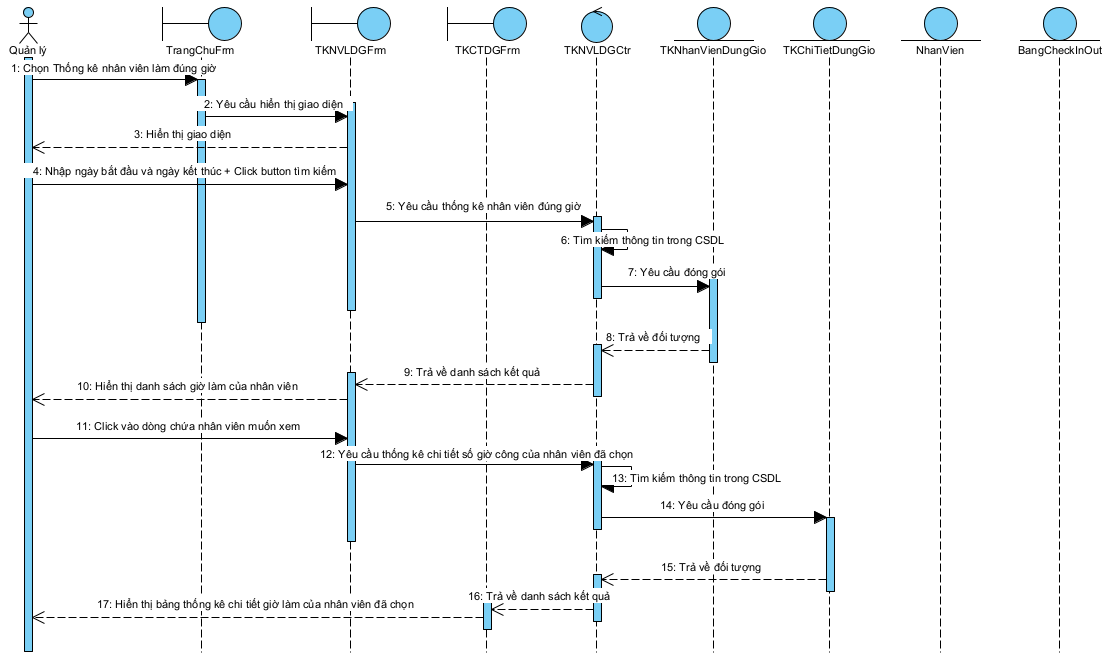 Quản lý
TrangChuFrm
TKNVLDGFrm
TKCTDGFrm
TKNVLDGCtr
TKNhanVienDungGio
TKChiTietDungGio
NhanVien
BangCheckInOut
1: Chọn Thống kê nhân viên làm đúng giờ
2: Yêu cầu hiển thị giao diện
3: Hiển thị giao diện
4: Nhập ngày bắt đầu và ngày kết thúc + Click button tìm kiếm
5: Yêu cầu thống kê nhân viên đúng giờ
6: Tìm kiếm thông tin trong CSDL
7: Yêu cầu đóng gói
8: Trả về đối tượng
9: Trả về danh sách kết quả
10: Hiển thị danh sách giờ làm của nhân viên
11: Click vào dòng chứa nhân viên muốn xem
12: Yêu cầu thống kê chi tiết số giờ công của nhân viên đã chọn
13: Tìm kiếm thông tin trong CSDL
14: Yêu cầu đóng gói
15: Trả về đối tượng
16: Trả về danh sách kết quả
17: Hiển thị bảng thống kê chi tiết giờ làm của nhân viên đã chọn